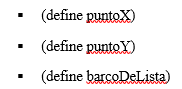 ▪ (define puntoX)
▪ (define puntoY)
▪ (define barcoDeLista)